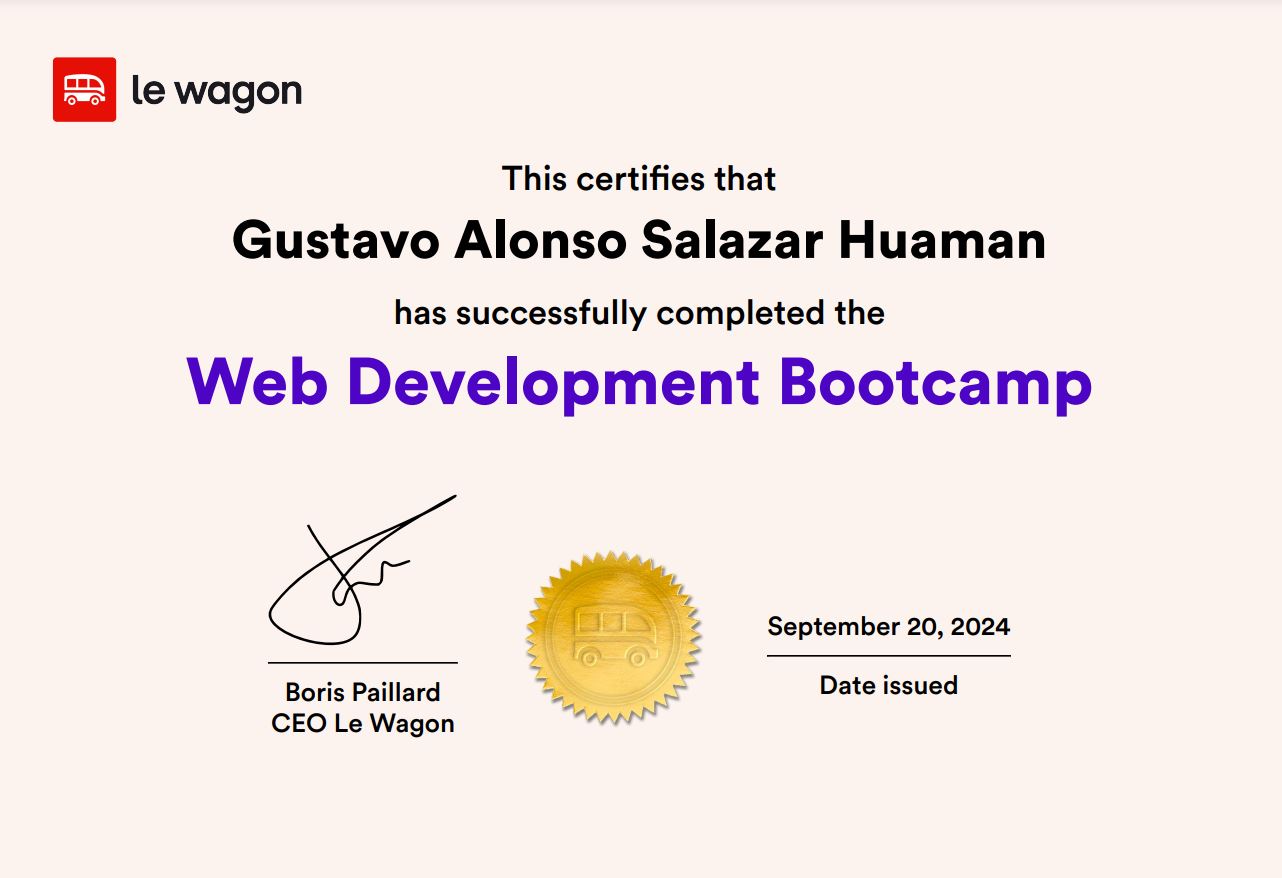 le wagon
This certifies that
Gustavo Alonso Salazar Huaman
has successfully completed the
Web Development Bootcamp
Boris Paillard
CEO Le Wagon
September 20, 2024
Date issued